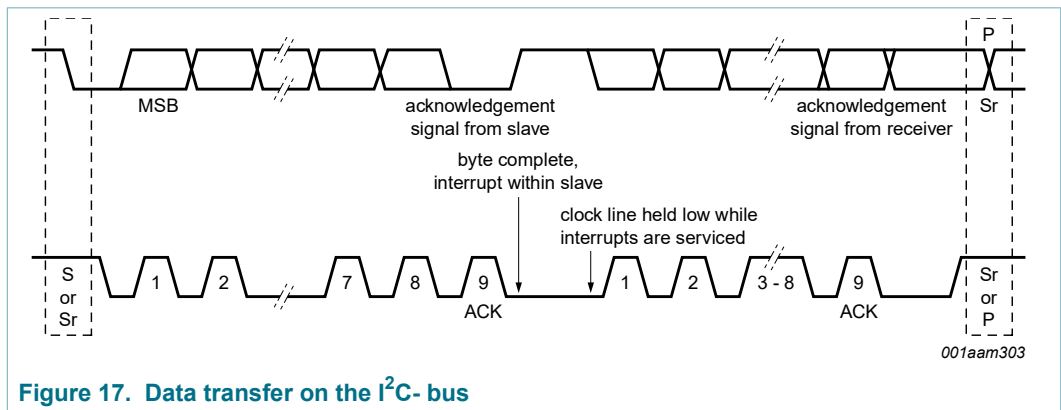 P
MSB
acknowledgement
signal from slave
acknowledgement
signal from receiver
Sr
byte complete,
interrupt within slave
clock line held low while
interrupts are serviced
S
or
Sr
1
2
7
8
9
ACK
1
2
3 - 8
9
ACK
Sr
or
P
001aam303
Figure 17. Data transfer on the I²C- bus